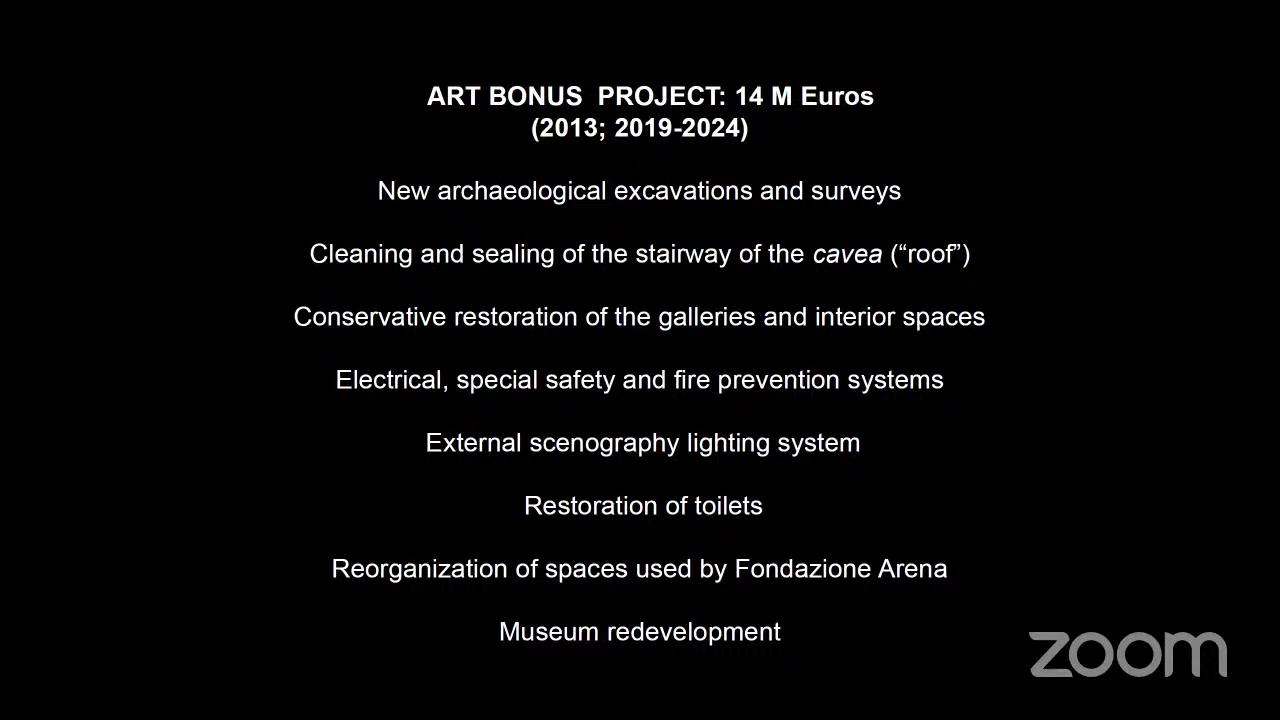 ART BONUS  PROJECT: 14 M Euros
(2013; 2019-2024)
New archaeological excavations and surveys
Cleaning and sealing of the stairway of the cavea (“roof”)
Conservative restoration of the galleries and interior spaces
Electrical, special safety and fire prevention systems
External scenography lighting system
Restoration of toilets
Reorganization of spaces used by Fondazione Arena
Museum redevelopment
zoom